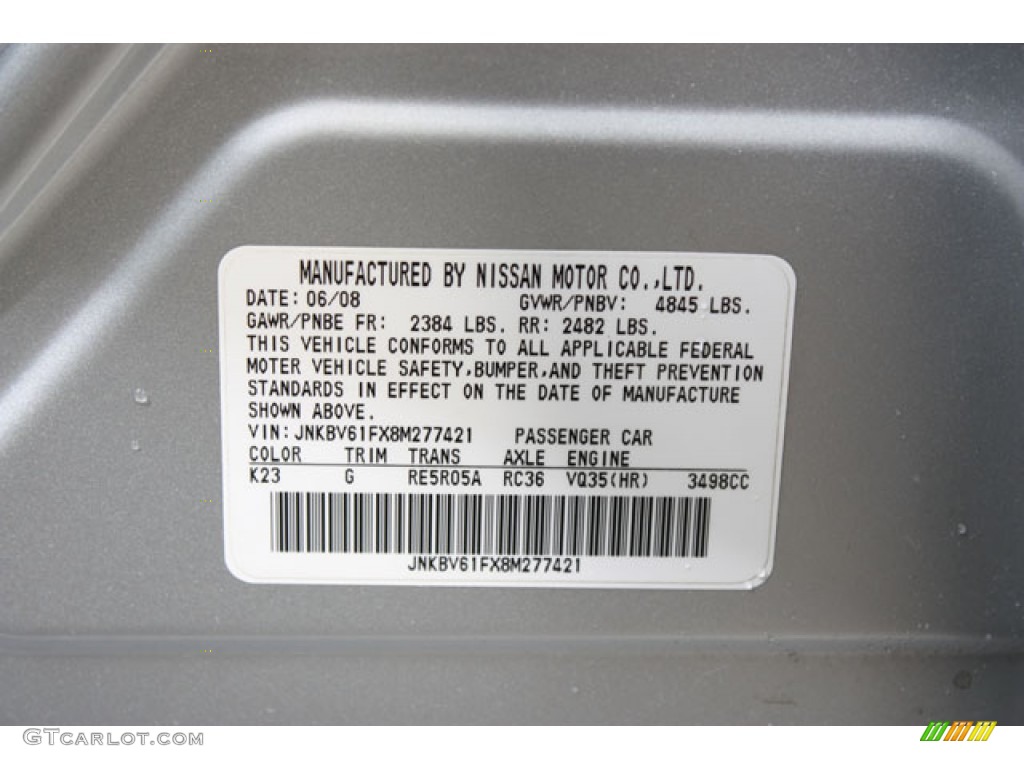 MANUFACTURED BY NISSAN MOTOR CO.,LTD.
DATE: 06/08 GVWR/PNBV: 4845 LBS.
GAWR/PNBE FR: 2384 LBS. RR: 2482 LBS.
THIS VEHICLE CONFORMS TO ALL APPLICABLE FEDERAL
MOTER VEHICLE SAFETY,BUMPER,AND THEFT PREVENTION
STANDARDS IN EFFECT ON THE DATE OF MANUFACTURE
SHOWN ABOVE.
VIN: JNKBV61FX8M277421 PASSENGER CAR
COLOR TRIM TRANS AXLE ENGINE
K23 G RE5R05A RC36 VQ35(HR) 3498CC
JNKBV61FX8M277421
GTCarLot.com